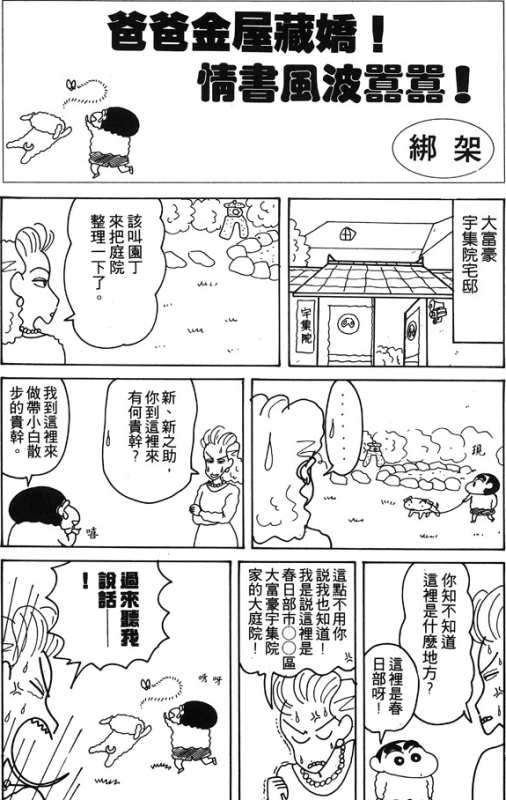 爸爸金屋藏嬌！
情書風波囂囂！
綁架
大富豪
宇集院宅邸
宇集院
該叫園丁
來把庭院
整理一下了。
現
‥‥‥
新、新之助，
你到這裡來
有何貴幹？
我到這裡來
做帶小白散
步的貴幹。
嘻
你知不知道
這裡是什麼地方？
這裡是春
日部呀！
這點不用你
說我也知道！
我是說這裡是
春日部市○○區
大富豪宇集院
家的大庭院！
呀呀
過來聽我
說話——
！